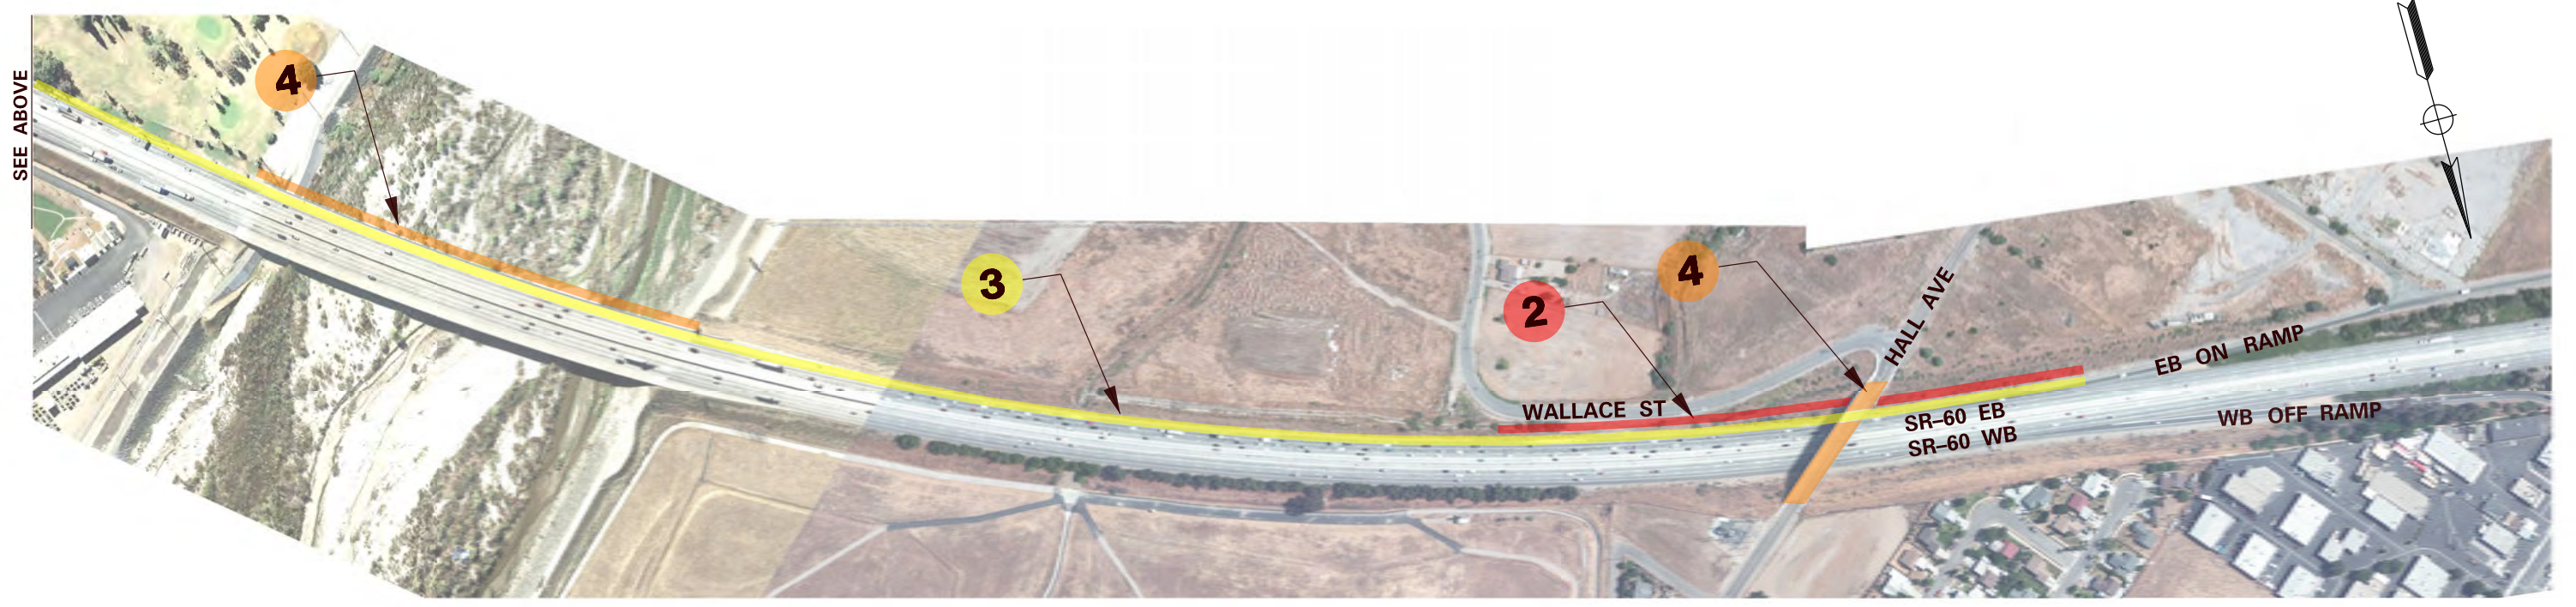 SEE ABOVE
4
3
2
4
WALLACE ST
HALL AVE
SR-60 EB
SR-60 WB
EB ON RAMP
WB OFF RAMP